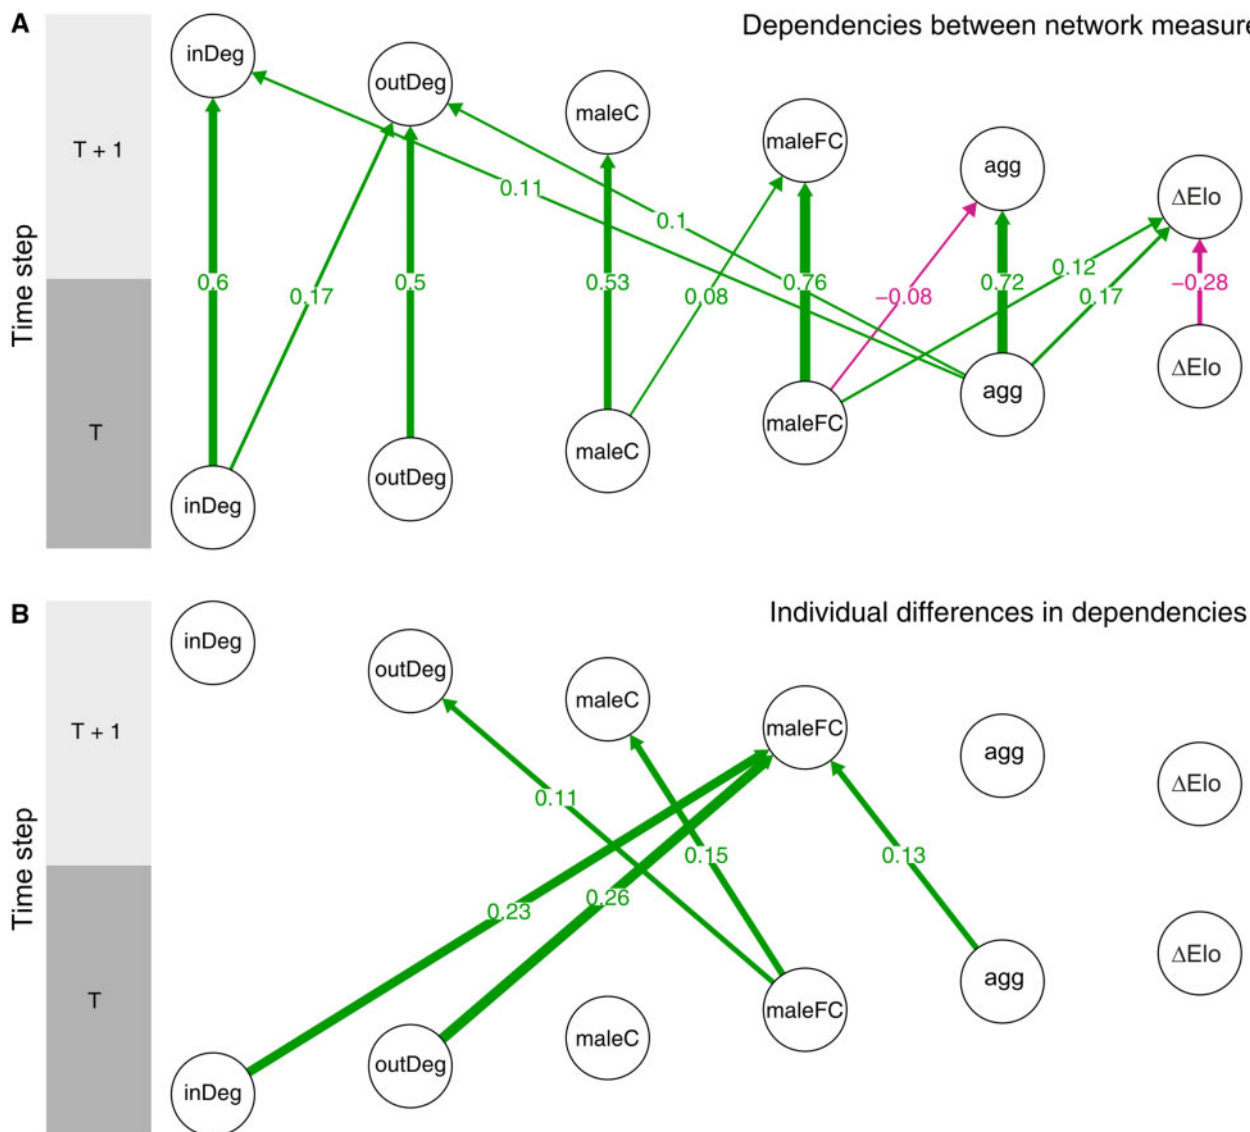 A
Dependencies between network measure
inDeg
outDeg
maleC
maleFC
agg
ΔElo
T + 1
Time step
T
0.11
0.1
0.6
0.17
0.5
0.53
0.08
0.76
−0.08
0.72
0.12
0.17
−0.28
inDeg
outDeg
maleC
maleFC
agg
ΔElo
B
Individual differences in dependencies
inDeg
outDeg
maleC
maleFC
agg
ΔElo
T + 1
Time step
T
0.11
0.15
0.13
0.23
0.26
inDeg
outDeg
maleC
maleFC
agg
ΔElo